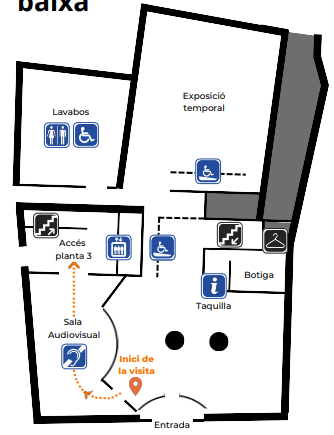 baixa
Exposició
temporal
Lavabos
Accés
planta 3
Botiga
i
Taquilla
Sala
Audiovisual
Inici de
la visita
Entrada